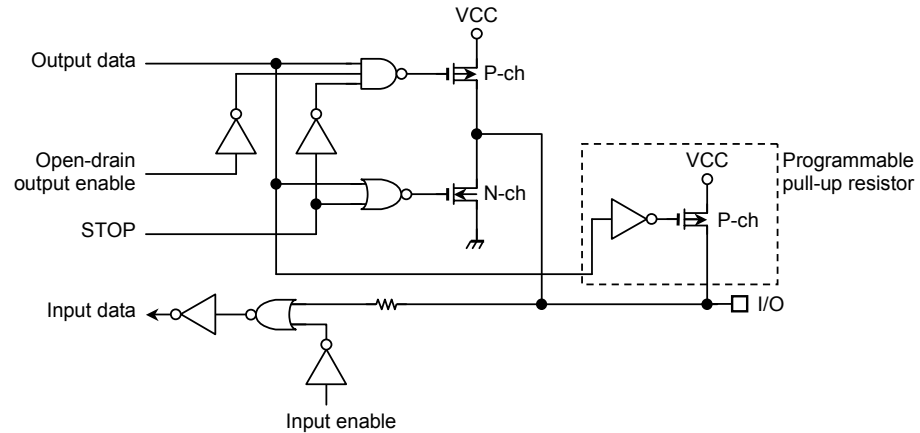 VCC
Output data
P-ch
Open-drain
output enable
VCC
Programmable
pull-up resistor
N-ch
P-ch
STOP
Input data
I/O
Input enable